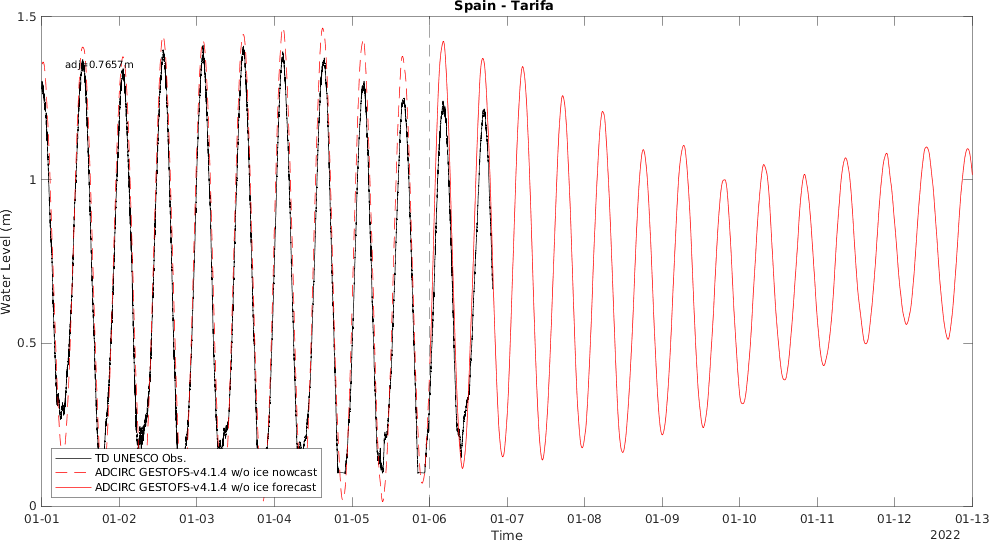 Spain - Tarifa
1.5
adj=0.7657m
1
Water Level (m)
0.5
TD UNESCO Obs.
ADCIRC GESTOFS-v4.1.4 w/o ice nowcast
ADCIRC GESTOFS-v4.1.4 w/o ice forecast
0
01-01 01-02 01-03 01-04 01-05 01-06 01-07 01-08 01-09 01-10 01-11 01-12 01-13
Time
2022